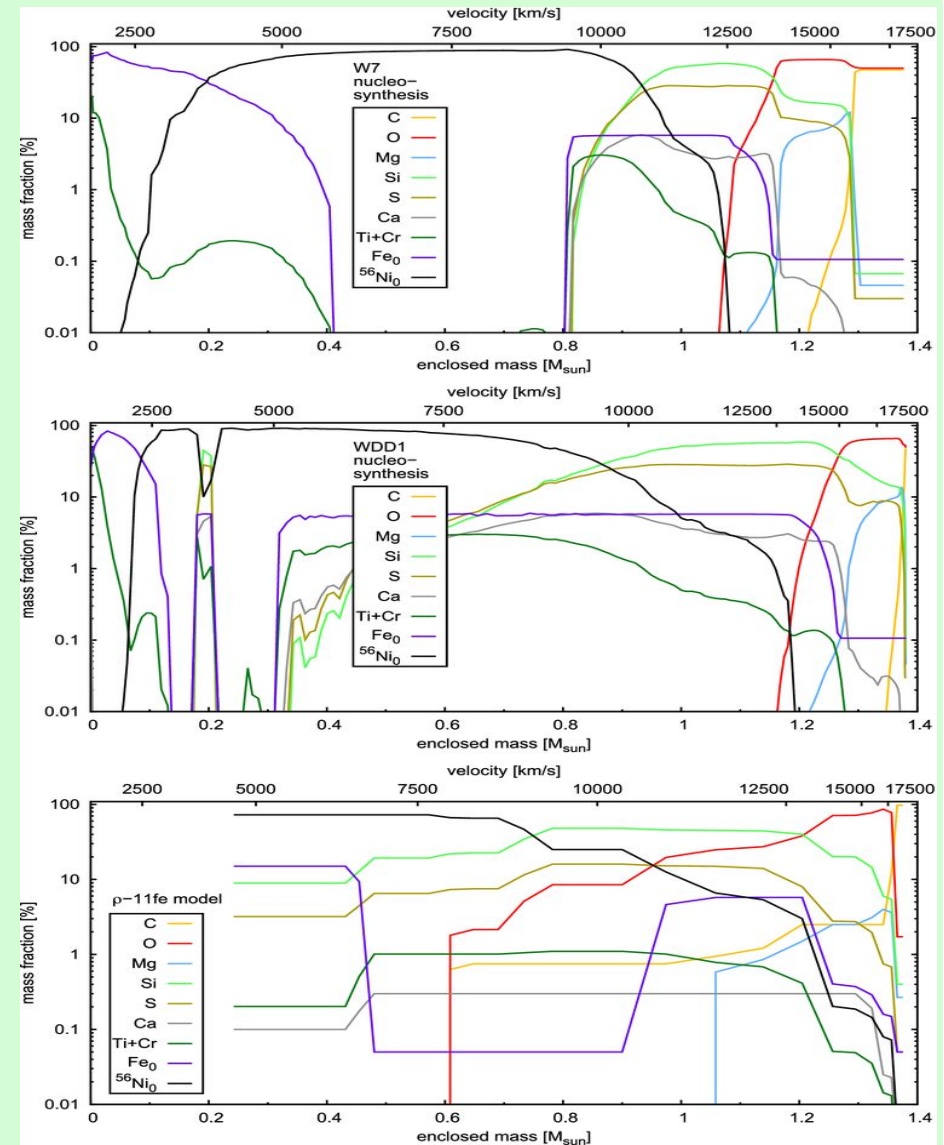 velocity [km/s]
2500 5000 7500 10000 12500 15000 17500
100
10
1
0.1
0.01
mass fraction [%]
W7
nucleo-
synthesis
C
O
Mg
Si
S
Ca
Ti+Cr
Fe₀
⁵⁶Ni₀
0 0.2 0.4 0.6 0.8 1 1.2 1.4
enclosed mass [M_sun]
velocity [km/s]
2500 5000 7500 10000 12500 15000 17500
100
10
1
0.1
0.01
mass fraction [%]
WDD1
nucleo-
synthesis
C
O
Mg
Si
S
Ca
Ti+Cr
Fe₀
⁵⁶Ni₀
0 0.2 0.4 0.6 0.8 1 1.2 1.4
enclosed mass [M_sun]
velocity [km/s]
2500 5000 7500 10000 12500 15000 17500
100
10
1
0.1
0.01
mass fraction [%]
ρ−11fe model
C
O
Mg
Si
S
Ca
Ti+Cr
Fe₀
⁵⁶Ni₀
0 0.2 0.4 0.6 0.8 1 1.2 1.4
enclosed mass [M_sun]